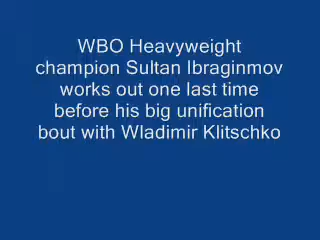 WBO Heavyweight
champion Sultan Ibraginmov
works out one last time
before his big unification
bout with Wladimir Klitschko